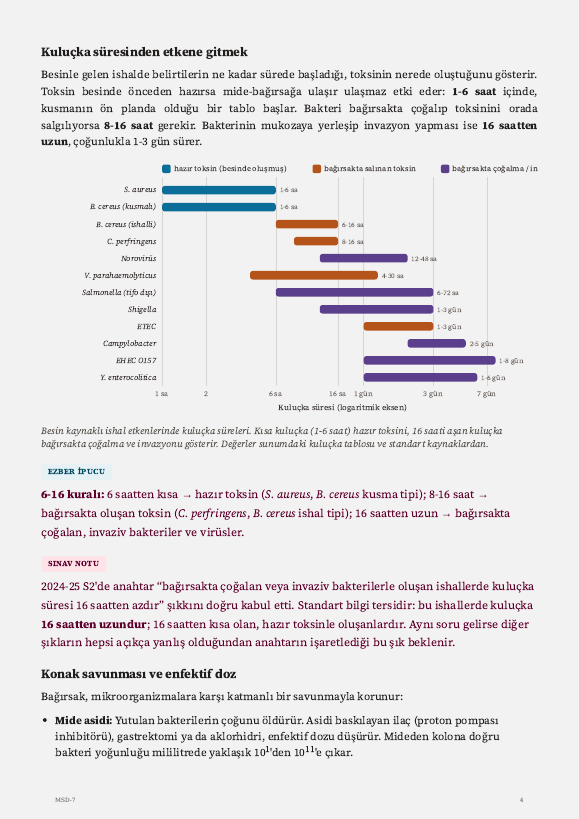 Kuluçka süresinden etkene gitmek
Besinle gelen ishalde belirtilerin ne kadar sürede başladığı, toksinin nerede oluştuğunu gösterir.
Toksin besinde önceden hazırsa mide-bağırsağa ulaşır ulaşmaz etki eder: 1-6 saat içinde,
kusmanın ön planda olduğu bir tablo başlar. Bakteri bağırsakta çoğalıp toksinini orada
salgılıyorsa 8-16 saat gerekir. Bakterinin mukozaya yerleşip invazyon yapması ise 16 saatten
uzun, çoğunlukla 1-3 gün sürer.
hazır toksin (besinde oluşmuş) bağırsakta salınan toksin bağırsakta çoğalma / in
S. aureus 1-6 sa
B. cereus (kusmalı) 1-6 sa
B. cereus (ishalli) 6-16 sa
C. perfringens 8-16 sa
Norovirüs 12-48 sa
V. parahaemolyticus 4-30 sa
Salmonella (tifo dışı) 6-72 sa
Shigella 1-3 gün
ETEC 1-3 gün
Campylobacter 2-5 gün
EHEC O157 1-8 gün
Y. enterocolitica 1-6 gün
1 sa 2 6 sa 16 sa 1 gün 3 gün 7 gün
Kuluçka süresi (logaritmik eksen)
Besin kaynaklı ishal etkenlerinde kuluçka süreleri. Kısa kuluçka (1-6 saat) hazır toksini, 16 saati aşan kuluçka
bağırsakta çoğalma ve invazyonu gösterir. Değerler sunumdaki kuluçka tablosu ve standart kaynaklardan.
EZBER İPUCU
6-16 kuralı: 6 saatten kısa → hazır toksin (S. aureus, B. cereus kusma tipi); 8-16 saat →
bağırsakta oluşan toksin (C. perfringens, B. cereus ishal tipi); 16 saatten uzun → bağırsakta
çoğalan, invaziv bakteriler ve virüsler.
SINAV NOTU
2024-25 S2'de anahtar “bağırsakta çoğalan veya invaziv bakterilerle oluşan ishallerde kuluçka
süresi 16 saatten azdır” şıkkını doğru kabul etti. Standart bilgi tersidir: bu ishallerde kuluçka
16 saatten uzundur; 16 saatten kısa olan, hazır toksinle oluşanlardır. Aynı soru gelirse diğer
şıkların hepsi açıkça yanlış olduğundan anahtarın işaretlediği bu şık beklenir.
Konak savunması ve enfektif doz
Bağırsak, mikroorganizmalara karşı katmanlı bir savunmayla korunur:
• Mide asidi: Yutulan bakterilerin çoğunu öldürür. Asidi baskılayan ilaç (proton pompası
inhibitörü), gastrektomi ya da aklorhidri, enfektif dozu düşürür. Mideden kolona doğru
bakteri yoğunluğu mililitrede yaklaşık 10¹'den 10¹¹'e çıkar.
MSD-7 4